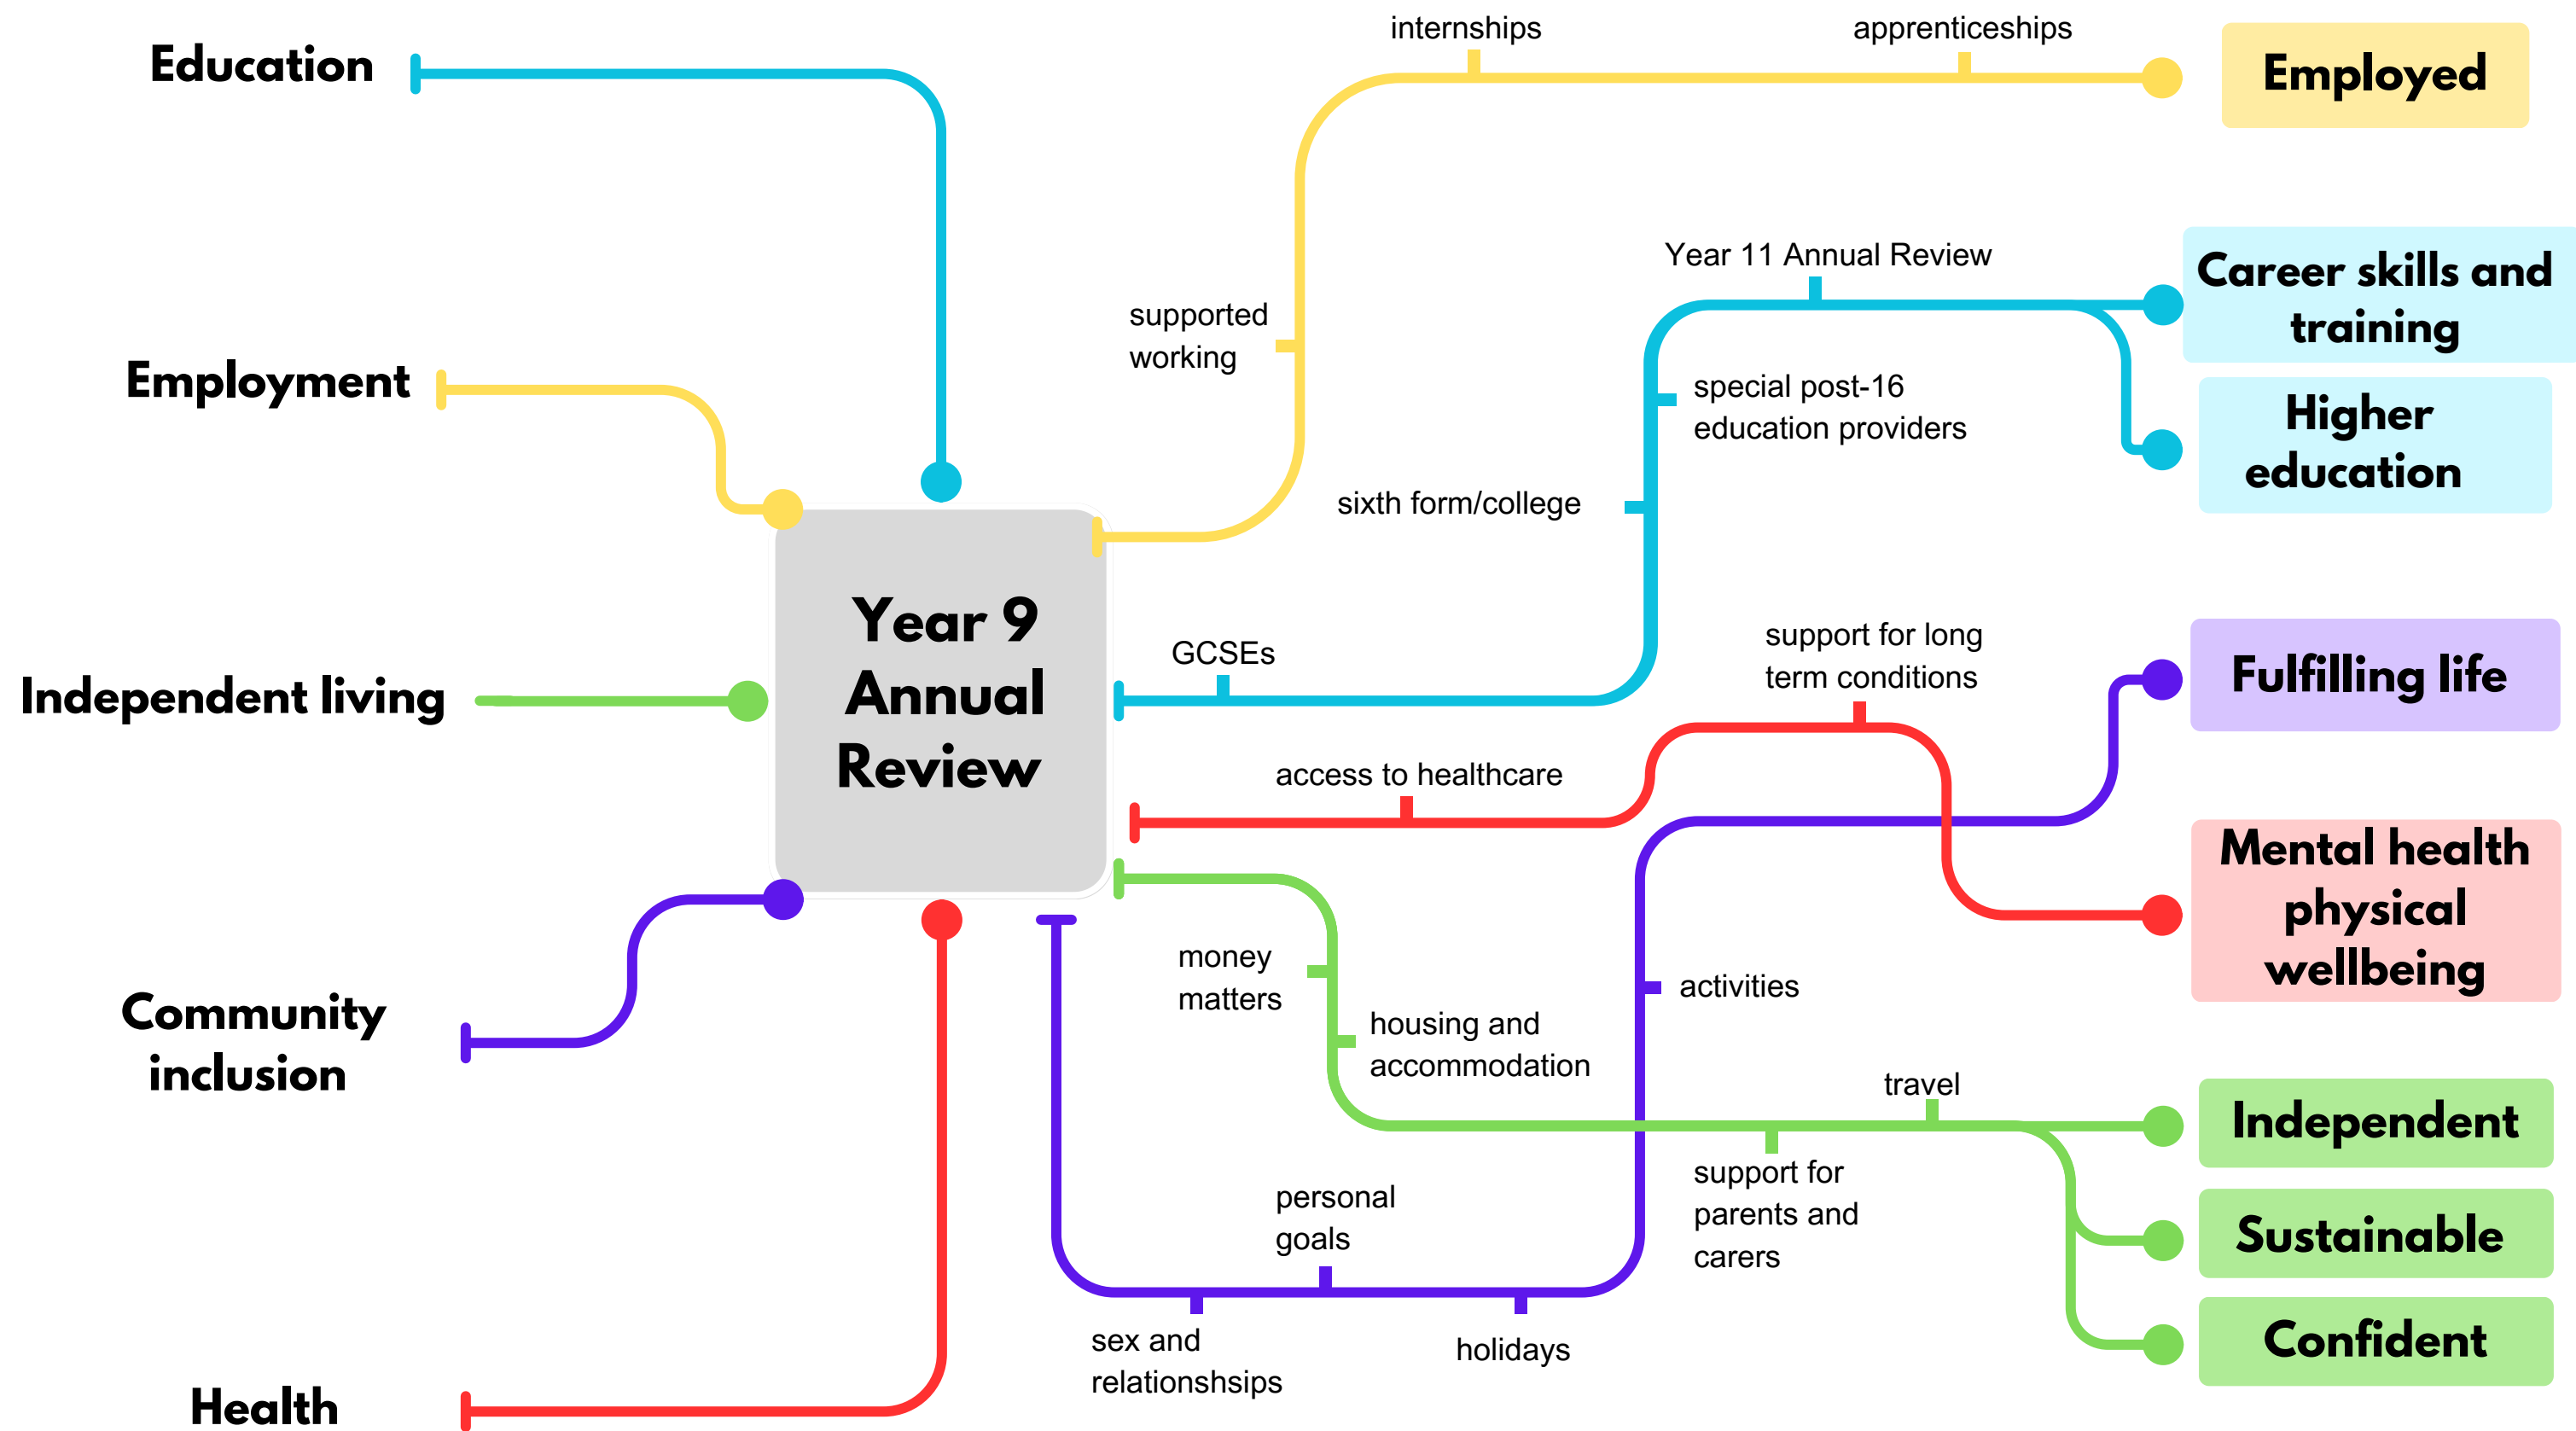 Education
Employment
Independent living
Community
inclusion
Health
Year 9
Annual
Review
internships
apprenticeships
supported
working
Employed
GCSEs
sixth form/college
special post-16
education providers
Year 11 Annual Review
Career skills and
training
Higher
education
access to healthcare
support for long
term conditions
Fulfilling life
Mental health
physical
wellbeing
money
matters
housing and
accommodation
support for
parents and
carers
travel
Independent
Sustainable
Confident
sex and
relationshsips
personal
goals
holidays
activities